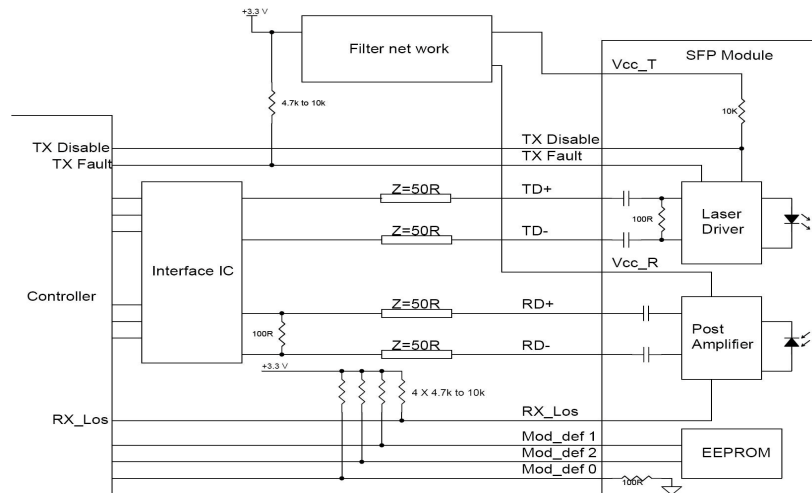 +3.3 V
Filter net work
SFP Module
Vcc_T
4.7k to 10k
10K
TX Disable
TX Disable
TX Fault
TX Fault
Z=50R
TD+
100R
Laser
Driver
Z=50R
TD-
Interface IC
Vcc_R
Controller
Z=50R
RD+
Post
Amplifier
100R
Z=50R
RD-
+3.3 V
4 X 4.7k to 10k
RX_Los
RX_Los
Mod_def 1
Mod_def 2
EEPROM
Mod_def 0
100R